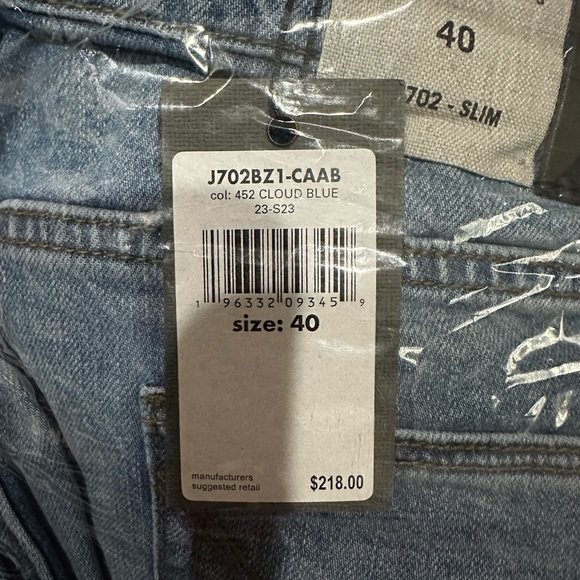 40
702 - SLIM
J702BZ1-CAAB
col: 452 CLOUD BLUE
23-S23
1 96332 09345 9
size: 40
manufacturers
suggested retail
$218.00